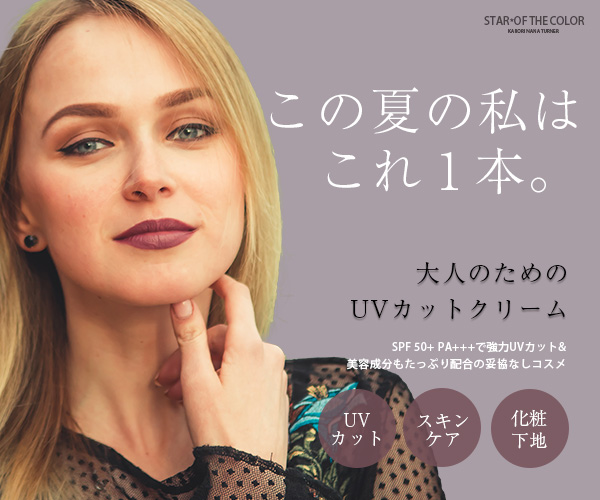 STAR*OF THE COLOR
KABORI NANA TURNER
この夏の私は
これ１本。
大人のための
UVカットクリーム
SPF 50+ PA+++で強力UVカット&
美容成分もたっぷり配合の妥協なしコスメ
UV
カット
スキン
ケア
化粧
下地